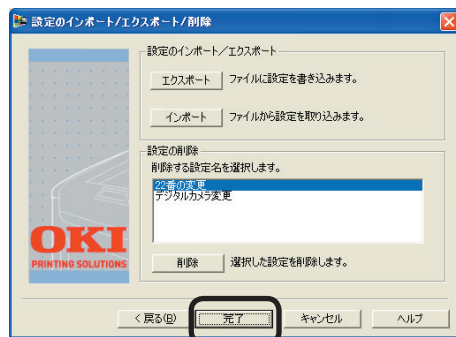 設定のインポート/エクスポート/削除
設定のインポート/エクスポート
エクスポート ファイルに設定を書き込みます。
インポート ファイルから設定を取り込みます。
設定の削除
削除する設定名を選択します。
22番の変更
デジタルカメラ変更
OKI
PRINTING SOLUTIONS
削除 選択した設定を削除します。
< 戻る(B) 完了 キャンセル ヘルプ